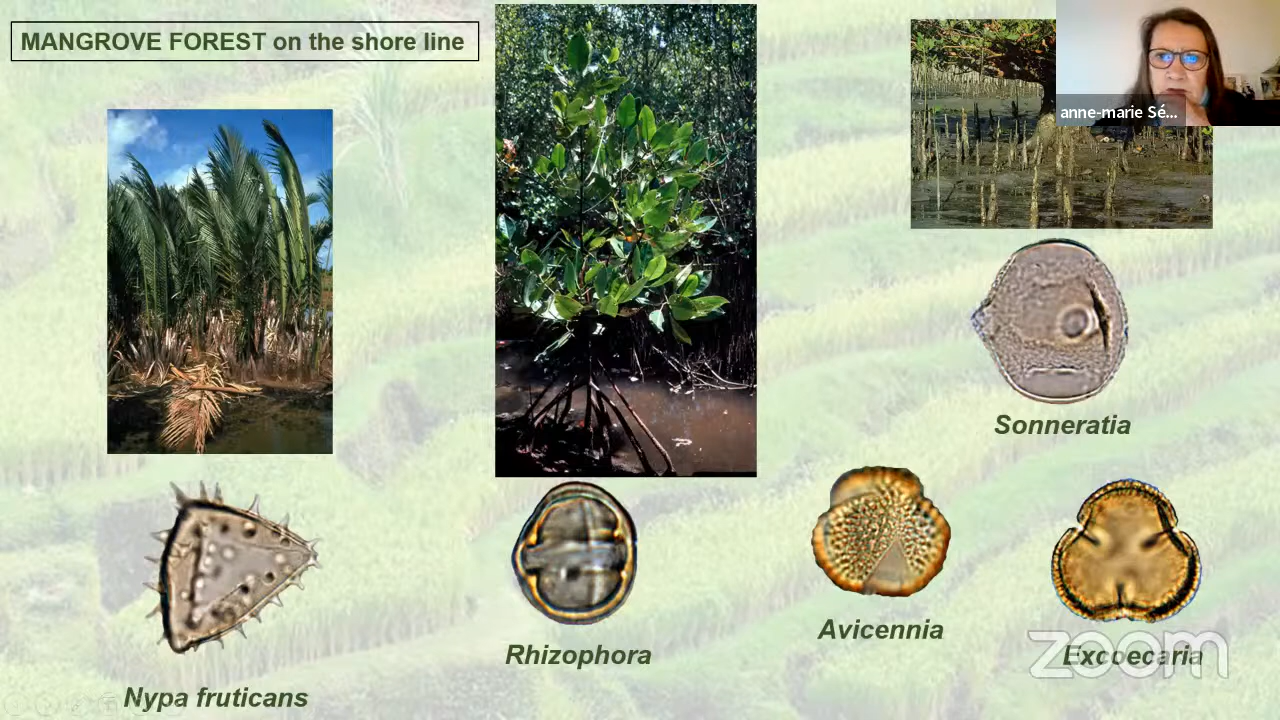 MANGROVE FOREST on the shore line
anne-marie Sé...
Sonneratia
Avicennia
Rhizophora
Excoecaria
zoom
Nypa fruticans